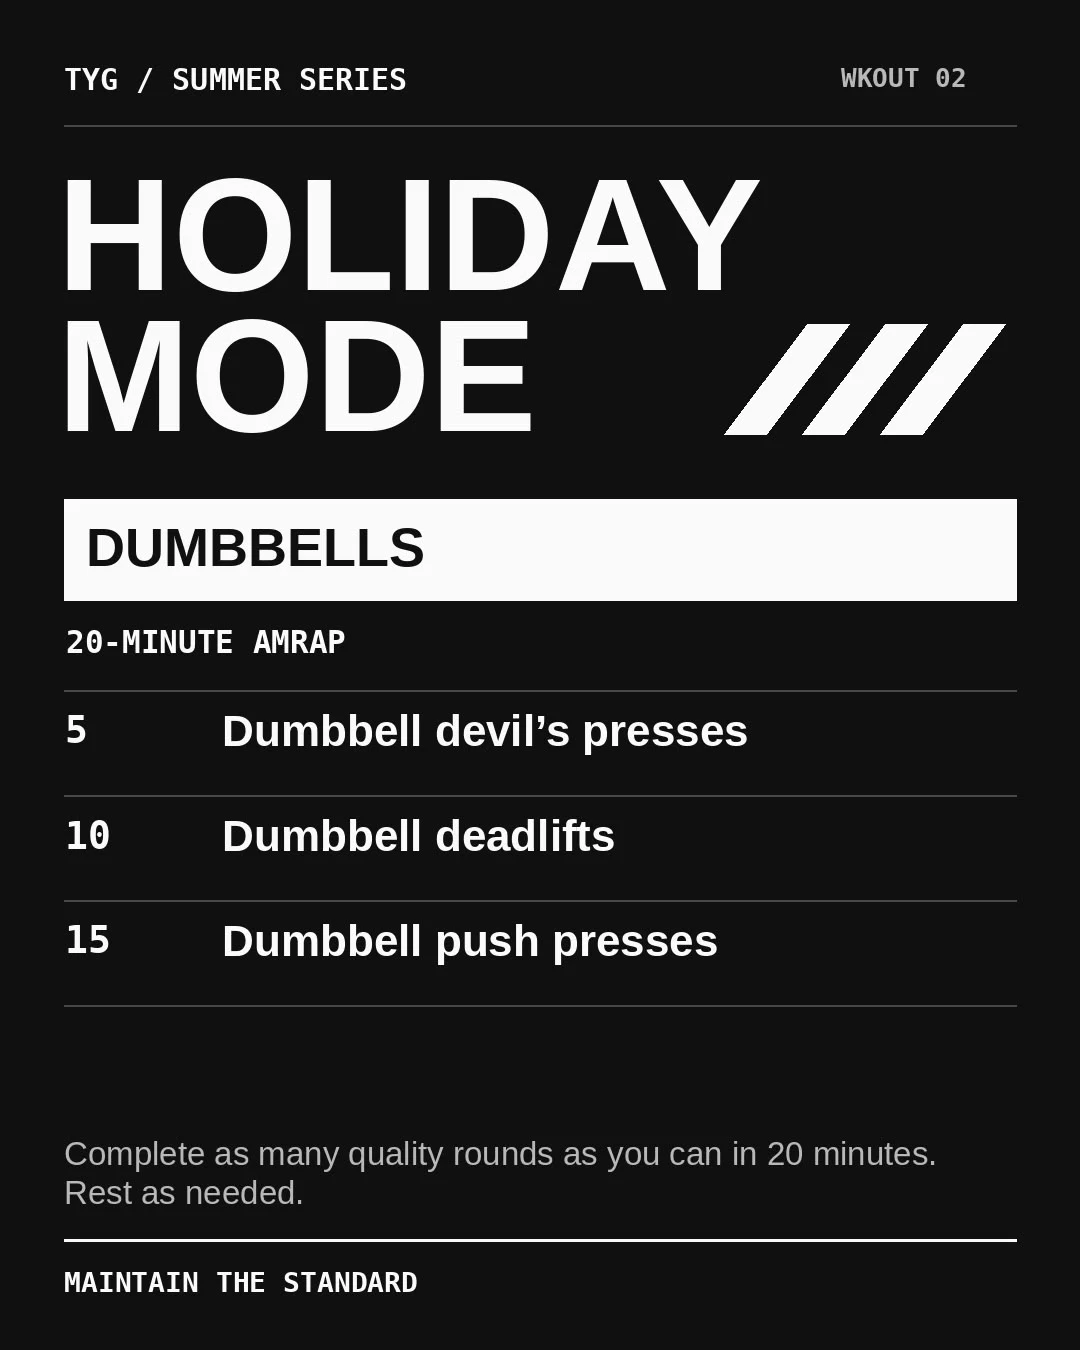 TYG / SUMMER SERIES
WKOUT 02
HOLIDAY
MODE
DUMBBELLS
20-MINUTE AMRAP
5 Dumbbell devil’s presses
10 Dumbbell deadlifts
15 Dumbbell push presses
Complete as many quality rounds as you can in 20 minutes.
Rest as needed.
MAINTAIN THE STANDARD